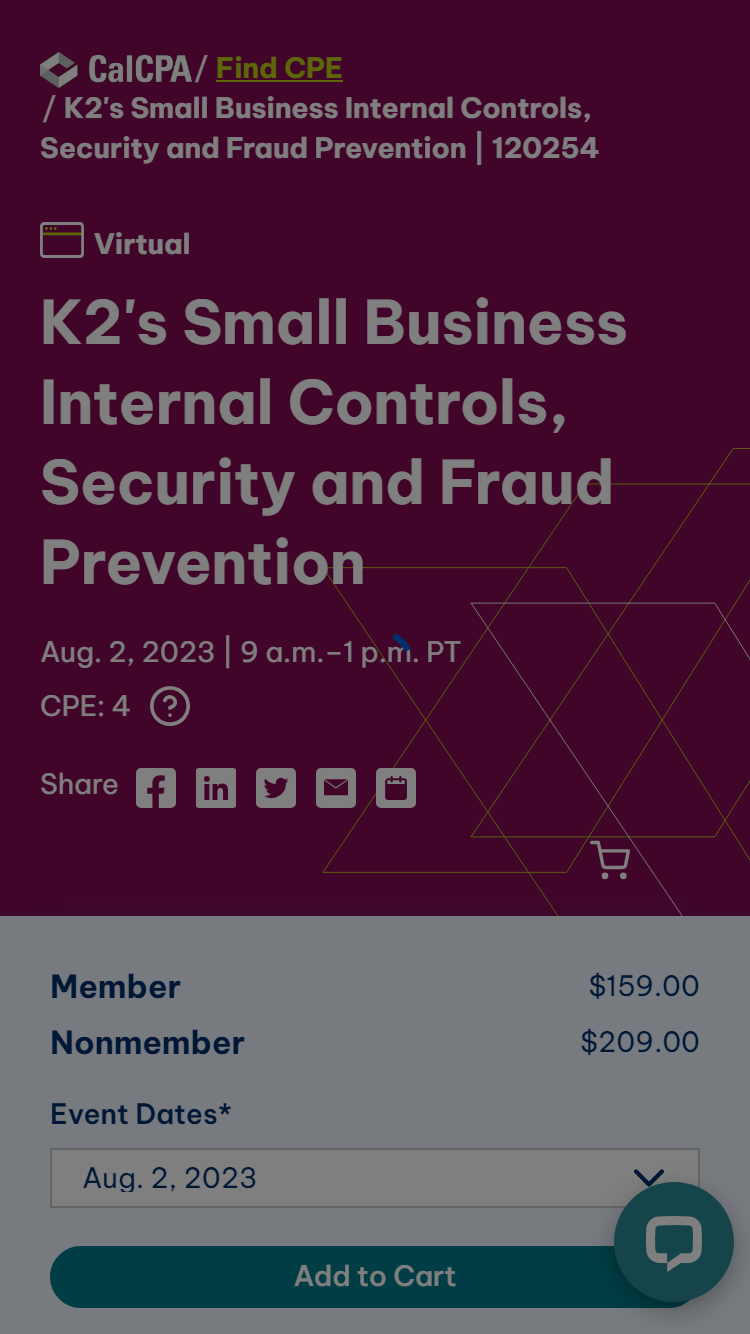 CalCPA / Find CPE
/ K2's Small Business Internal Controls,
Security and Fraud Prevention | 120254
Virtual
K2's Small Business
Internal Controls,
Security and Fraud
Prevention
Aug. 2, 2023 | 9 a.m.–1 p.m. PT
CPE: 4 ?
Share
Member $159.00
Nonmember $209.00
Event Dates*
Aug. 2, 2023
Add to Cart